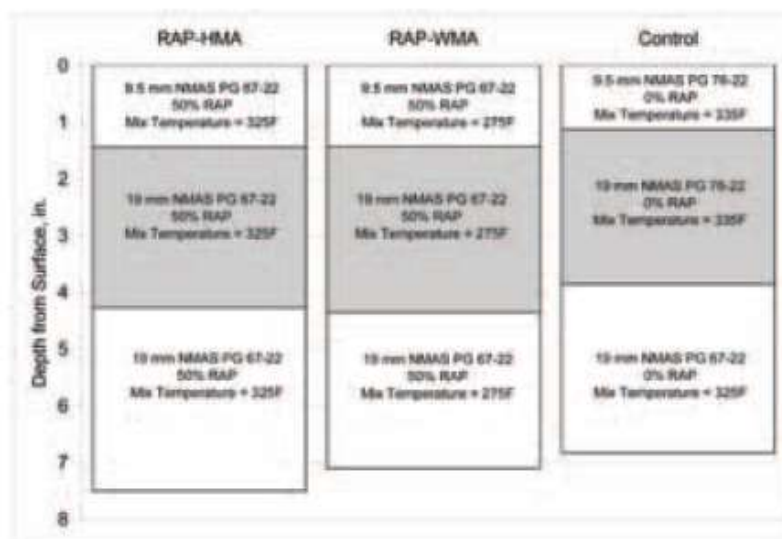 RAP-HMA
RAP-WMA
Control
Depth from Surface, in.
0
1
2
3
4
5
6
7
8
9.5 mm NMAS PG 67-22
50% RAP
Mix Temperature = 325F
19 mm NMAS PG 67-22
50% RAP
Mix Temperature = 325F
19 mm NMAS PG 67-22
50% RAP
Mix Temperature = 325F
9.5 mm NMAS PG 67-22
50% RAP
Mix Temperature = 275F
19 mm NMAS PG 67-22
50% RAP
Mix Temperature = 275F
19 mm NMAS PG 67-22
50% RAP
Mix Temperature = 275F
9.5 mm NMAS PG 76-22
0% RAP
Mix Temperature = 335F
19 mm NMAS PG 76-22
0% RAP
Mix Temperature = 335F
19 mm NMAS PG 67-22
0% RAP
Mix Temperature = 325F